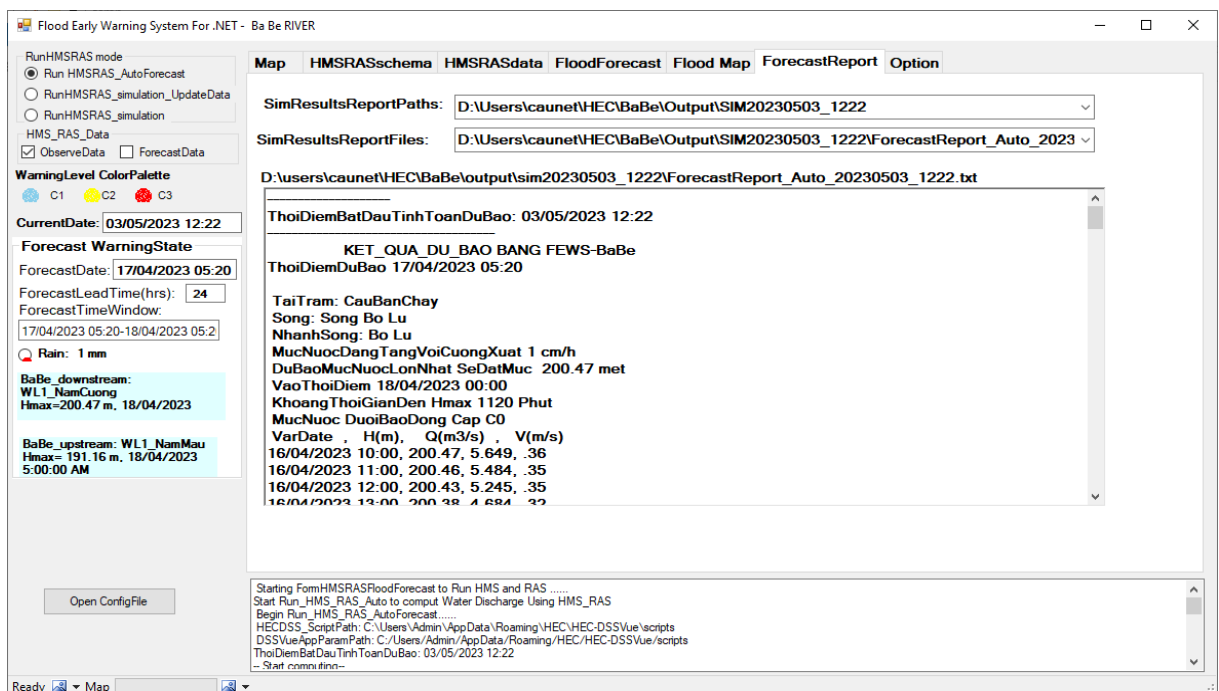 Flood Early Warning System For .NET - Ba Be RIVER
RunHMSRAS mode
Run HMSRAS_AutoForecast
RunHMSRAS_simulation_UpdateData
RunHMSRAS_simulation
HMS_RAS_Data
ObserveData ForecastData
WarningLevel ColorPalette
C1 C2 C3
CurrentDate: 03/05/2023 12:22
Forecast WarningState
ForecastDate: 17/04/2023 05:20
ForecastLeadTime(hrs): 24
ForecastTimeWindow:
17/04/2023 05:20-18/04/2023 05:2
Rain: 1 mm
BaBe_downstream:
WL1_NamCuong
Hmax=200.47 m, 18/04/2023
BaBe_upstream: WL1_NamMau
Hmax= 191.16 m, 18/04/2023
5:00:00 AM
Open ConfigFile
Map HMSRASschema HMSRASdata FloodForecast Flood Map ForecastReport Option
SimResultsReportPaths: D:\Users\caunet\HEC\BaBe\Output\SIM20230503_1222
SimResultsReportFiles: D:\Users\caunet\HEC\BaBe\Output\SIM20230503_1222\ForecastReport_Auto_2023
D:\users\caunet\HEC\BaBe\output\sim20230503_1222\ForecastReport_Auto_20230503_1222.txt
--------------------
ThoiDiemBatDauTinhToanDuBao: 03/05/2023 12:22
--------------------------------------
KET_QUA_DU_BAO BANG FEWS-BaBe
ThoiDiemDuBao 17/04/2023 05:20
TaiTram: CauBanChay
Song: Song Bo Lu
NhanhSong: Bo Lu
MucNuocDangTangVoiCuongXuat 1 cm/h
DuBaoMucNuocLonNhat SeDatMuc 200.47 met
VaoThoiDiem 18/04/2023 00:00
KhoangThoiGianDen Hmax 1120 Phut
MucNuoc DuoiBaoDong Cap C0
VarDate , H(m), Q(m3/s) , V(m/s)
16/04/2023 10:00, 200.47, 5.649, .36
16/04/2023 11:00, 200.46, 5.484, .35
16/04/2023 12:00, 200.43, 5.245, .35
16/04/2023 13:00, 200.38, 4.684, .32
Starting FormHMSRASFloodForecast to Run HMS and RAS ......
Start Run_HMS_RAS_Auto to comput Water Discharge Using HMS_RAS
Begin Run_HMS_RAS_AutoForecast......
HECDSS_ScriptPath: C:\Users\Admin\AppData\Roaming\HEC\HEC-DSSVue\scripts
DSSVueAppParamPath: C:/Users/Admin/AppData/Roaming/HEC/HEC-DSSVue/scripts
ThoiDiemBatDauTinhToanDuBao: 03/05/2023 12:22
-- Start computing--
Ready Map